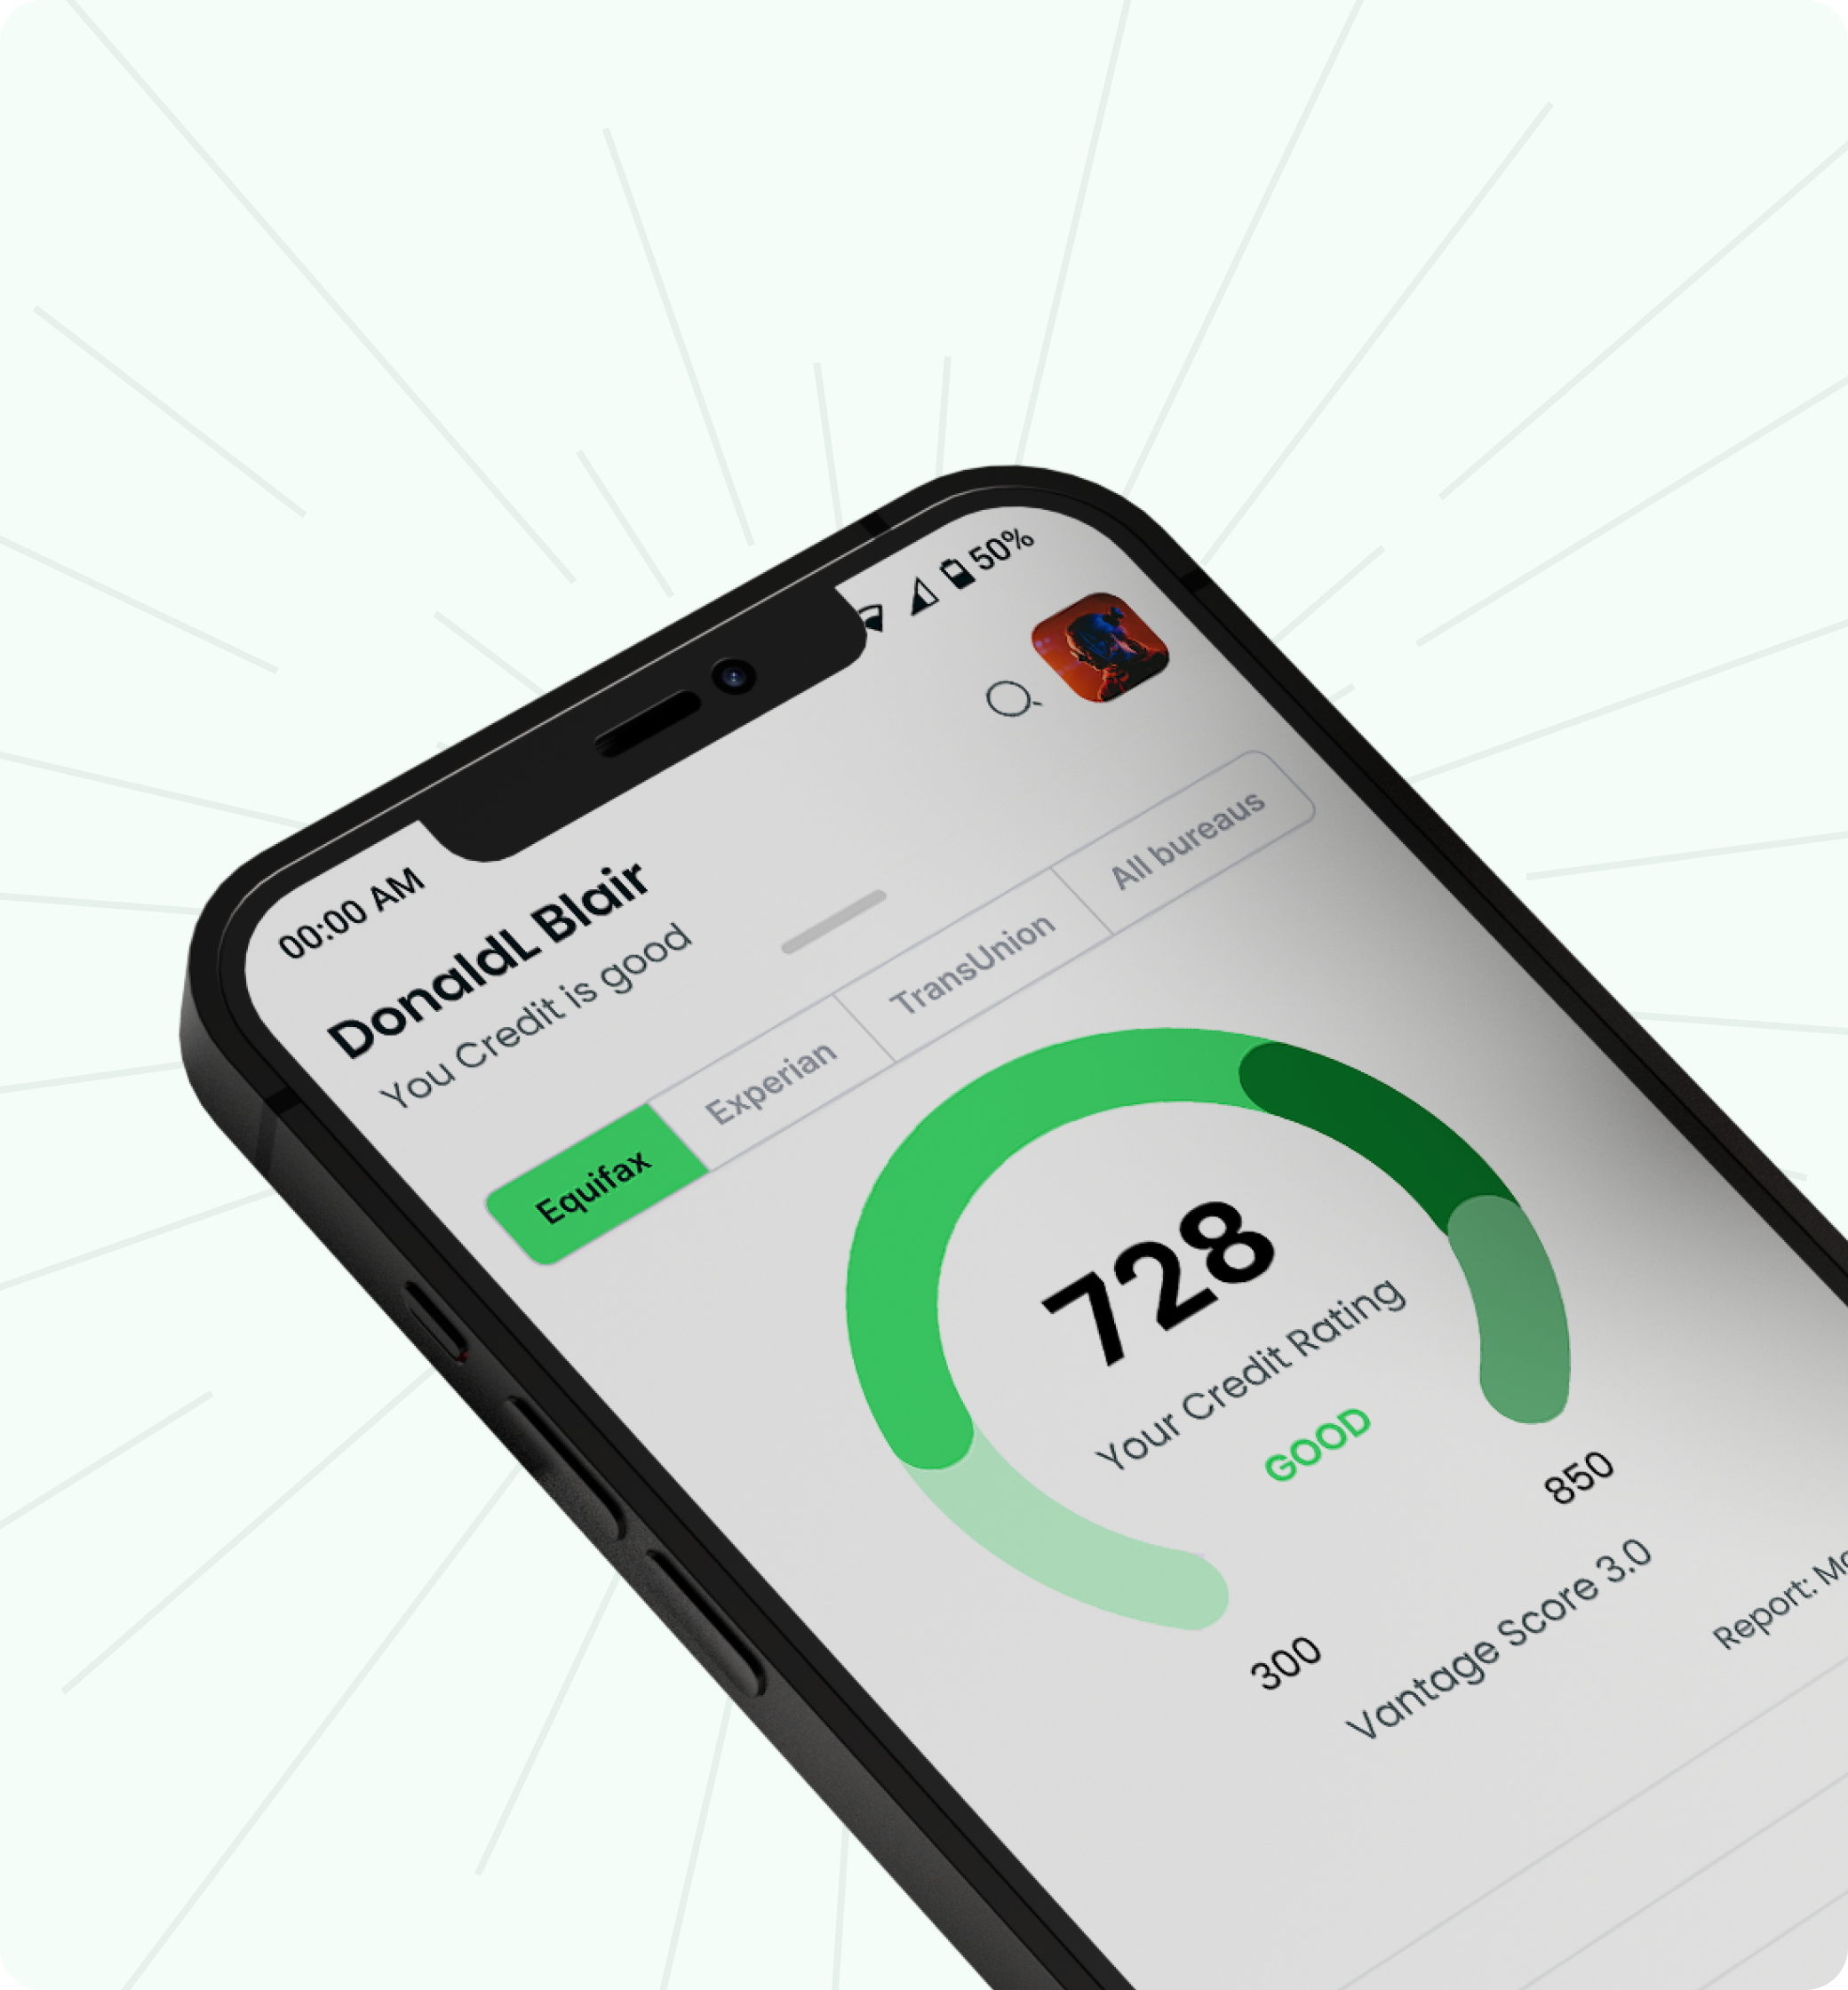 00:00 AM
50%
DonaldL Blair
You Credit is good
Equifax
Experian
TransUnion
All bureaus
728
Your Credit Rating
GOOD
300
850
Vantage Score 3.0
Report: